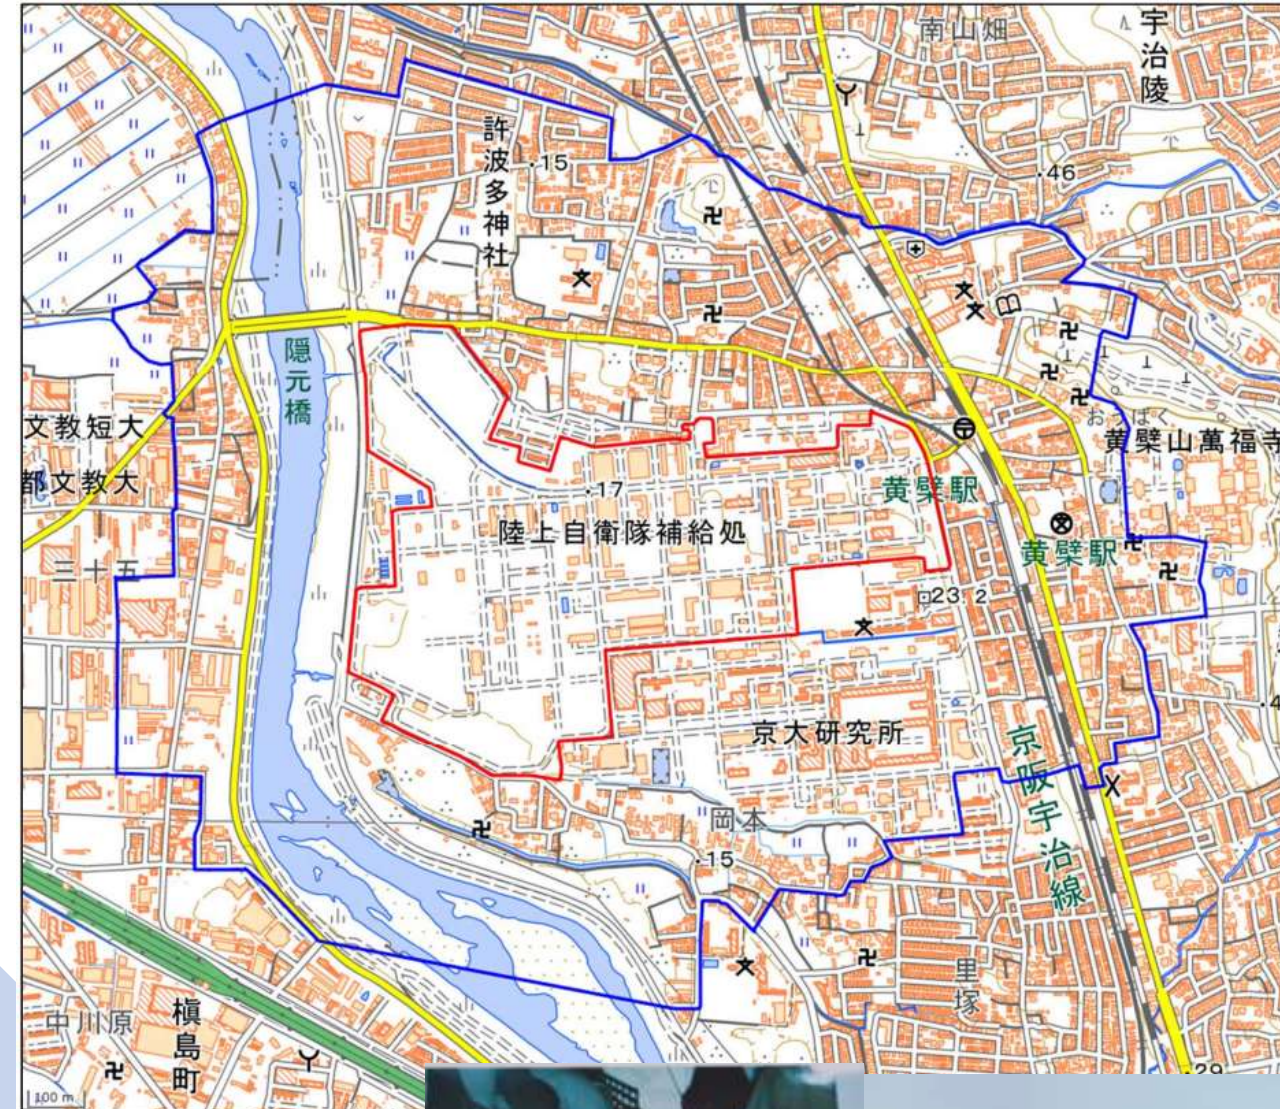 南山畑
宇治陵
許波多神社
15
46
隠元橋
文教短大
都文教大
おうばく
黄檗山萬福寺
17
黄檗駅
陸上自衛隊補給処
黄檗駅
三十五
23.2
京大研究所
京阪宇治線
岡本
15
里塚
中川原
槇島町
29
100 m